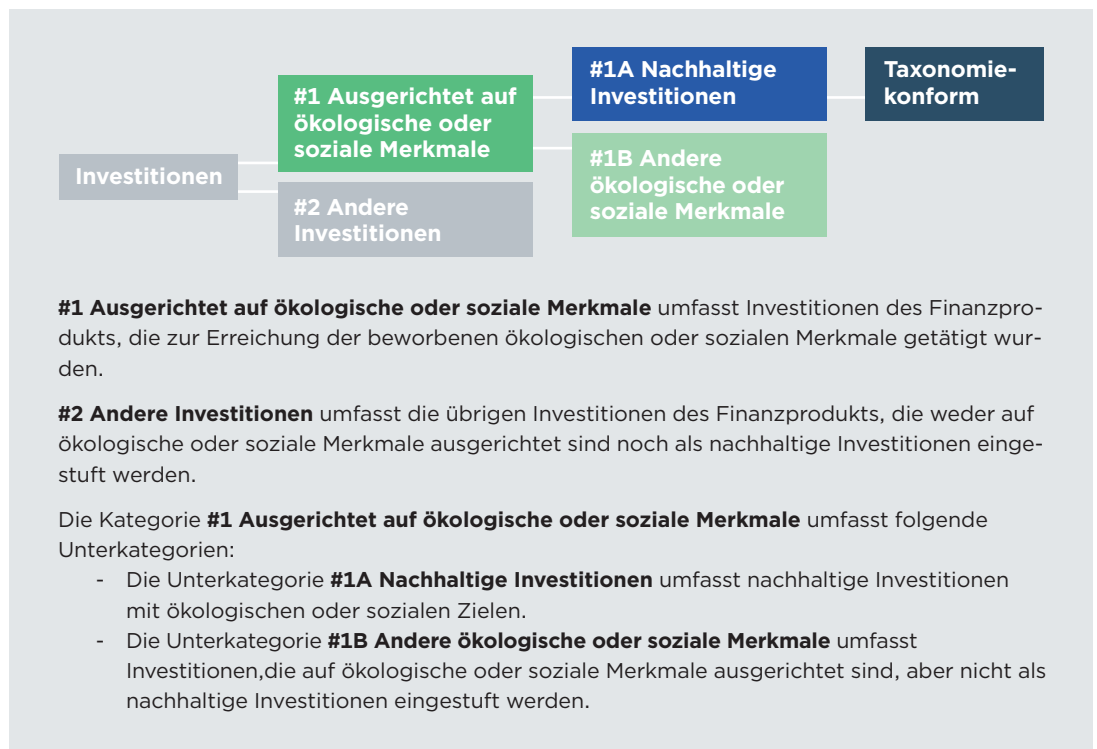 Investitionen
#1 Ausgerichtet auf
ökologische oder
soziale Merkmale
#2 Andere
Investitionen
#1A Nachhaltige
Investitionen
#1B Andere
ökologische oder
soziale Merkmale
Taxonomie-
konform
#1 Ausgerichtet auf ökologische oder soziale Merkmale umfasst Investitionen des Finanzpro-
dukts, die zur Erreichung der beworbenen ökologischen oder sozialen Merkmale getätigt wur-
den.
#2 Andere Investitionen umfasst die übrigen Investitionen des Finanzprodukts, die weder auf
ökologische oder soziale Merkmale ausgerichtet sind noch als nachhaltige Investitionen einge-
stuft werden.
Die Kategorie #1 Ausgerichtet auf ökologische oder soziale Merkmale umfasst folgende
Unterkategorien:
- Die Unterkategorie #1A Nachhaltige Investitionen umfasst nachhaltige Investitionen
mit ökologischen oder sozialen Zielen.
- Die Unterkategorie #1B Andere ökologische oder soziale Merkmale umfasst
Investitionen,die auf ökologische oder soziale Merkmale ausgerichtet sind, aber nicht als
nachhaltige Investitionen eingestuft werden.